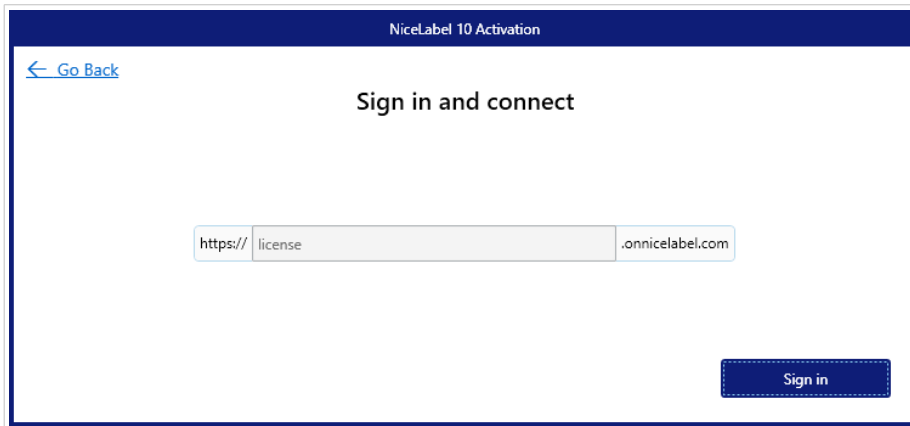 NiceLabel 10 Activation
← Go Back
Sign in and connect
https:// license .onnicelabel.com
Sign in